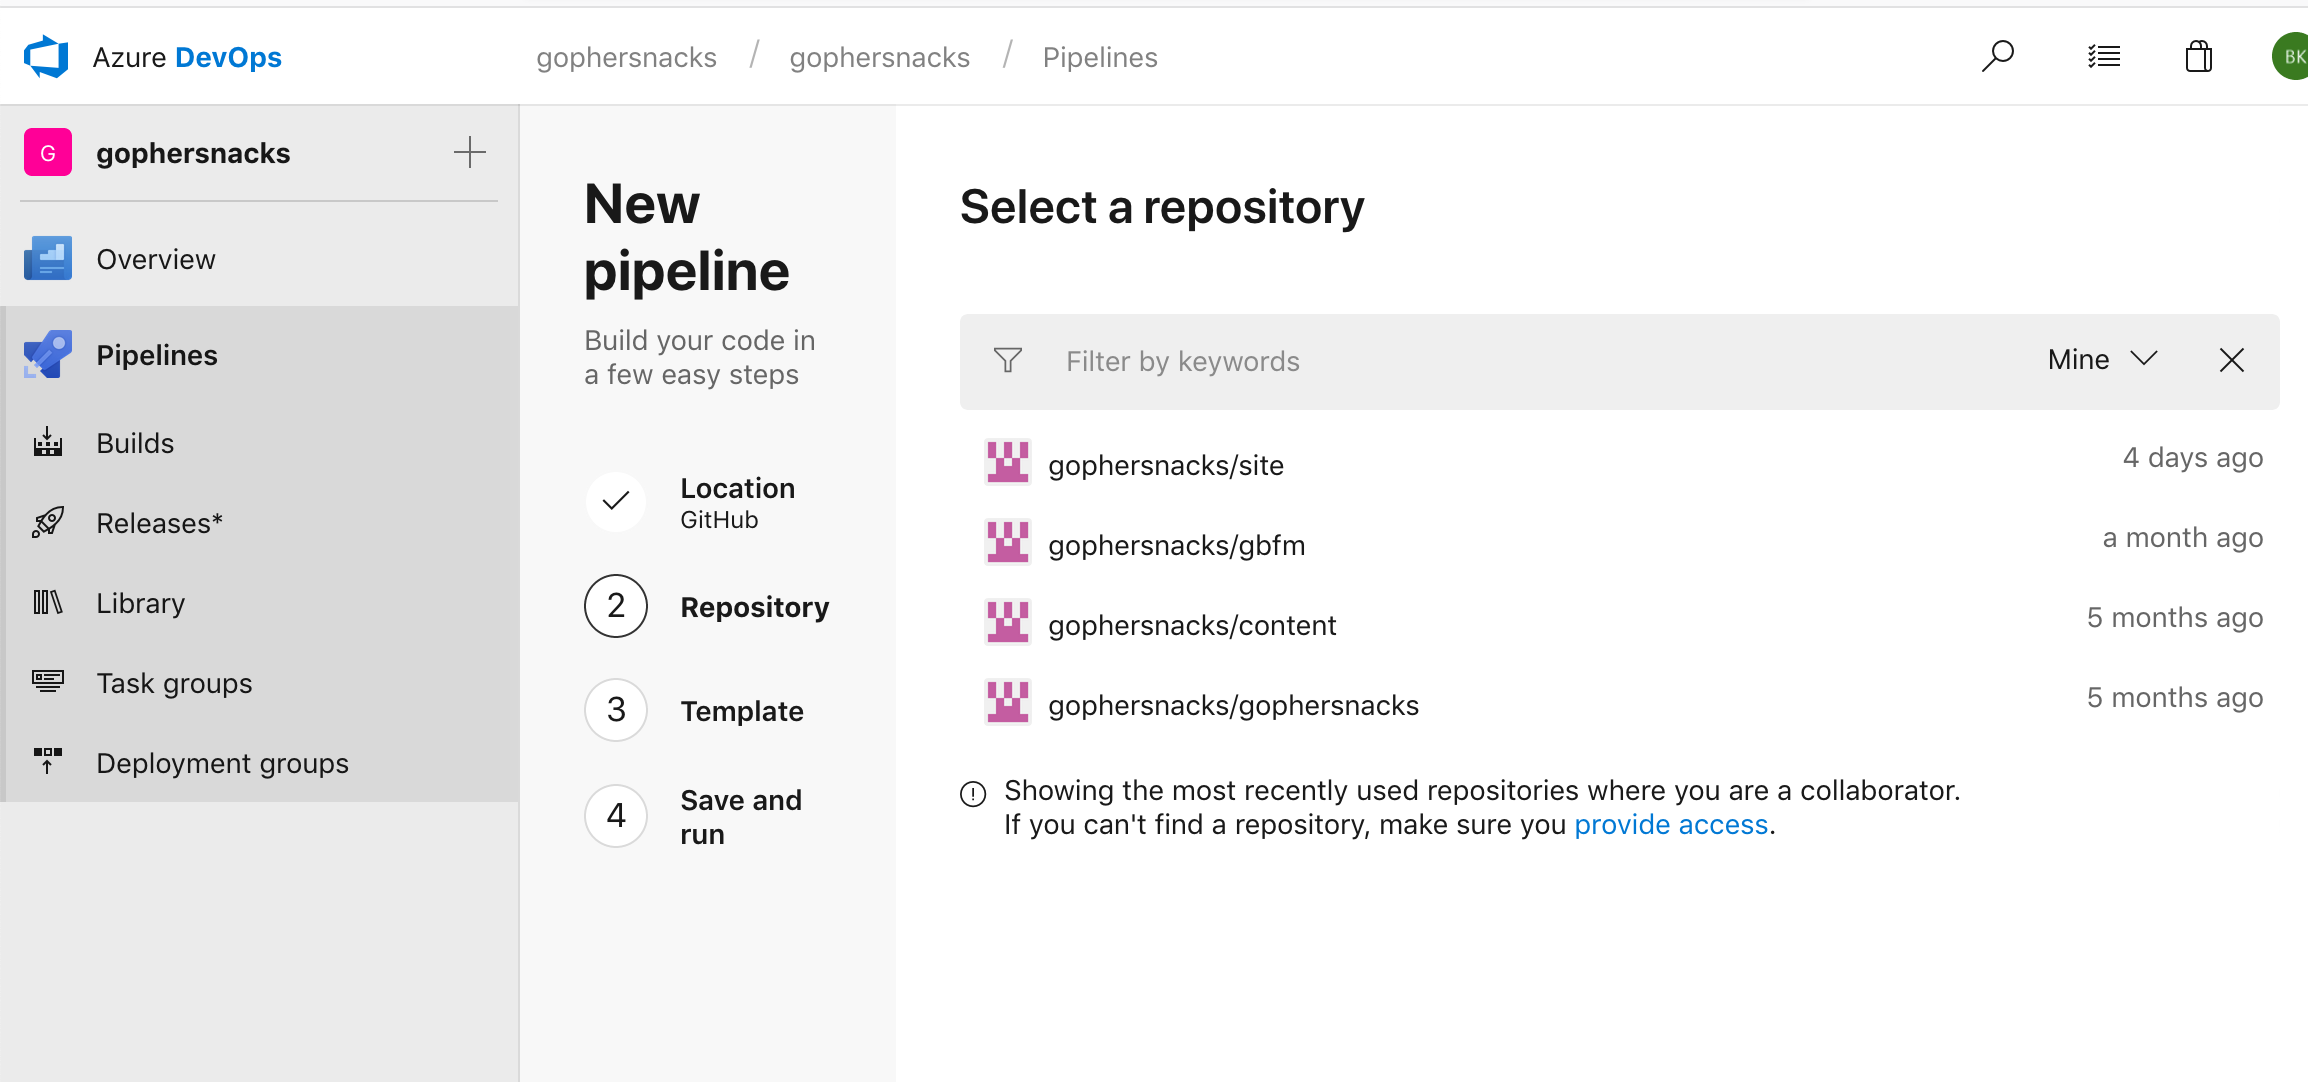 Azure DevOps
gophersnacks / gophersnacks / Pipelines
BK
G gophersnacks
Overview
Pipelines
Builds
Releases*
Library
Task groups
Deployment groups
New
pipeline
Build your code in
a few easy steps
Location
GitHub
2 Repository
3 Template
4 Save and
run
Select a repository
Filter by keywords Mine
gophersnacks/site 4 days ago
gophersnacks/gbfm a month ago
gophersnacks/content 5 months ago
gophersnacks/gophersnacks 5 months ago
Showing the most recently used repositories where you are a collaborator.
If you can't find a repository, make sure you provide access.